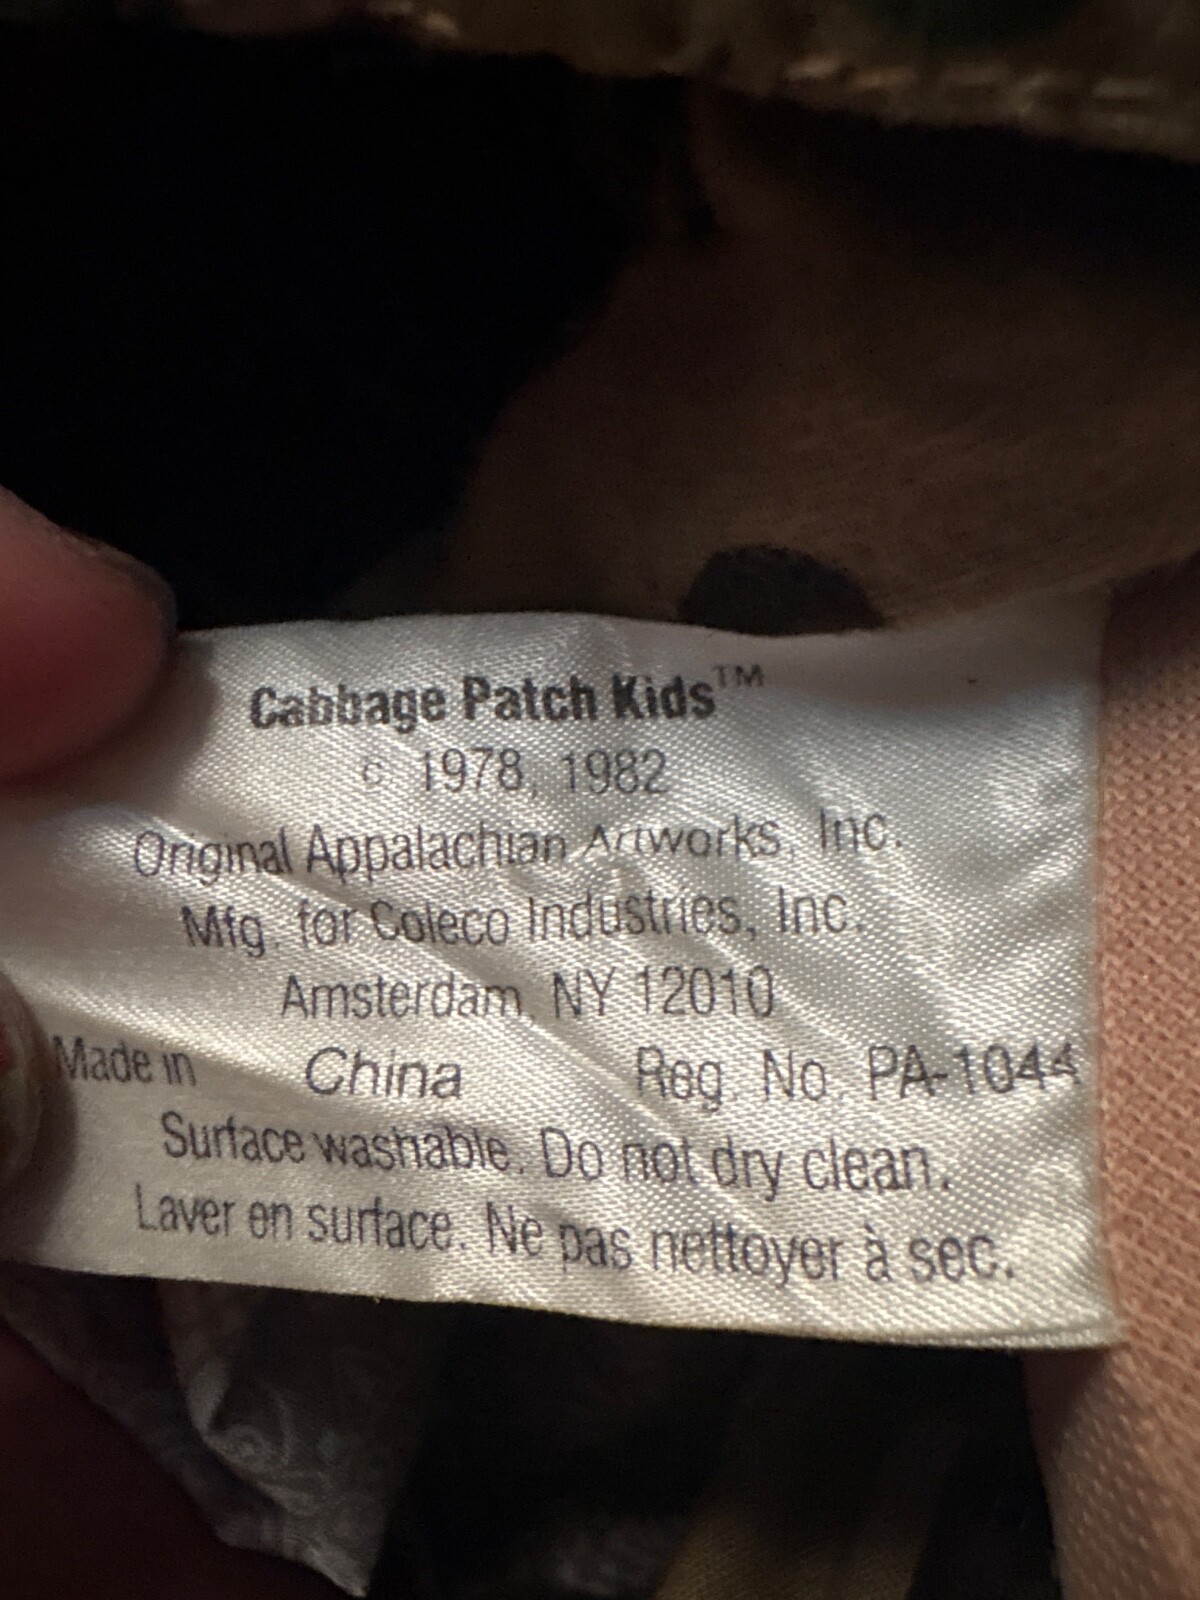 Cabbage Patch Kids™
© 1978, 1982
Original Appalachian Artworks, Inc.
Mfg. for Coleco Industries, Inc.
Amsterdam, NY 12010
Made in China Reg. No. PA-1044
Surface washable. Do not dry clean.
Laver en surface. Ne pas nettoyer à sec.